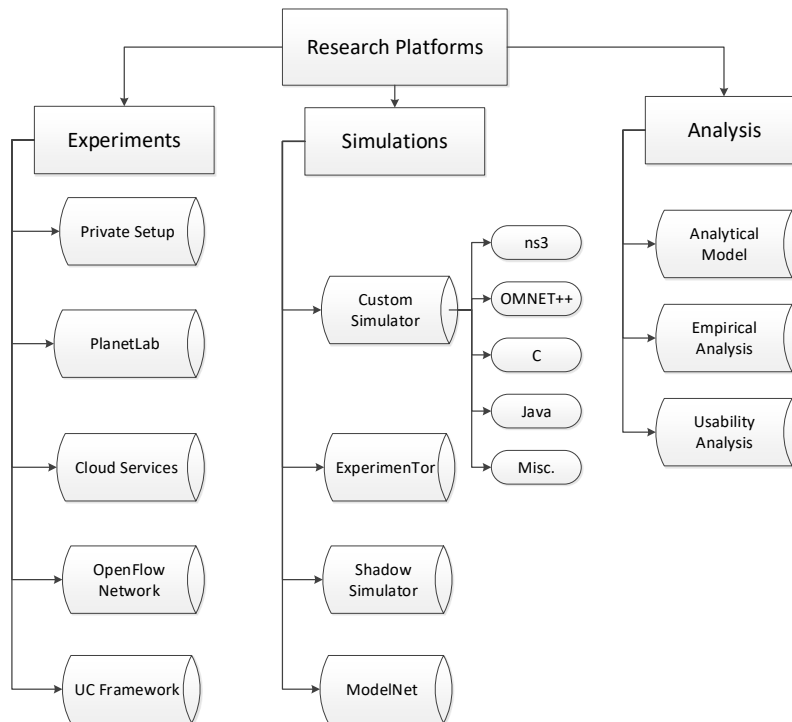 Research Platforms
Experiments
Simulations
Analysis
Private Setup
PlanetLab
Cloud Services
OpenFlow
Network
UC Framework
Custom
Simulator
ns3
OMNET++
C
Java
Misc.
ExperimenTor
Shadow
Simulator
ModelNet
Analytical
Model
Empirical
Analysis
Usability
Analysis